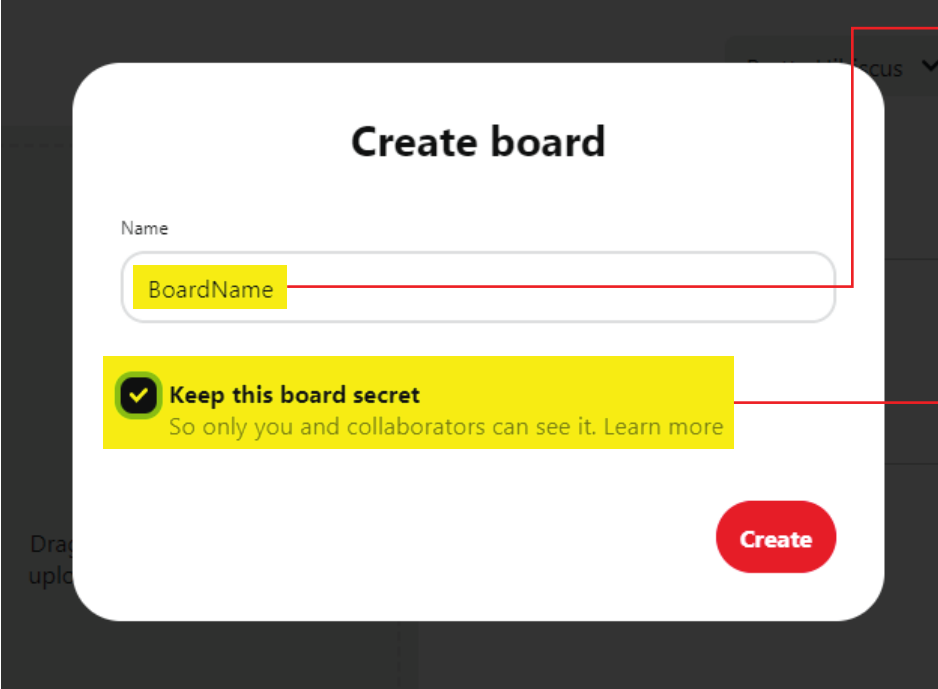 Create board
Name
BoardName
Keep this board secret
So only you and collaborators can see it. Learn more
Create